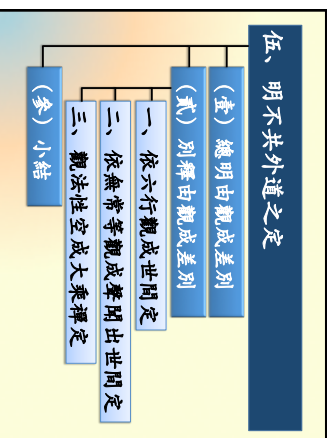 伍、明不共外道之定
(壹) 總明由觀成差別
(貳) 別釋由觀成差別
一、依六行觀成世間定
二、依無常等觀成聲聞出世間定
三、觀法性空成大乘禪定
(參) 小結